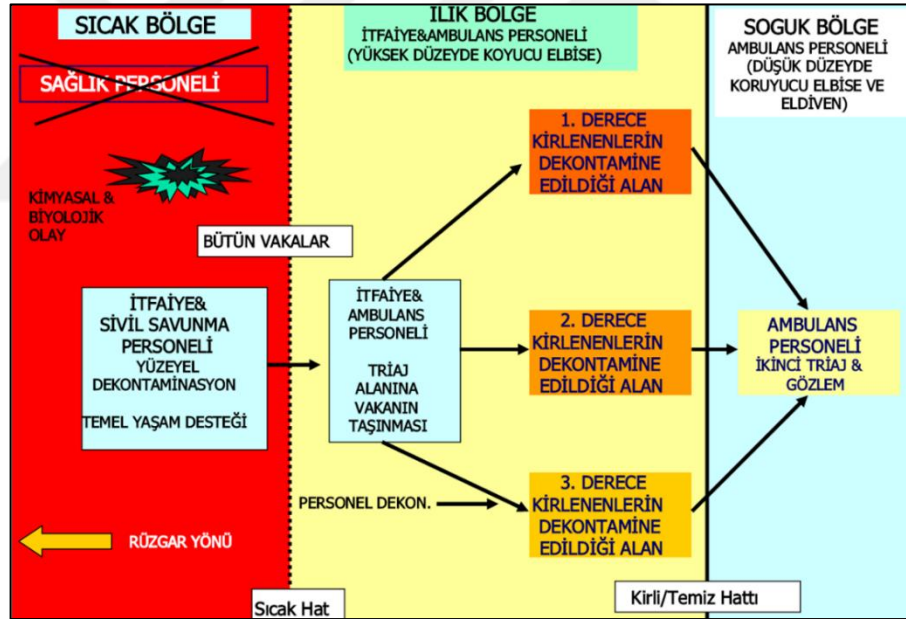 SICAK BÖLGE
SAĞLIK PERSONELİ
KİMYASAL &
BİYOLOJİK
OLAY
BÜTÜN VAKALAR
İTFAİYE&
SİVİL SAVUNMA
PERSONELİ
YÜZEYEL
DEKONTAMİNASYON
TEMEL YAŞAM DESTEĞİ
RÜZGAR YÖNÜ
Sıcak Hat
ILIK BÖLGE
İTFAİYE&AMBULANS PERSONELİ
(YÜKSEK DÜZEYDE KOYUCU ELBİSE)
İTFAİYE&
AMBULANS
PERSONELİ
TRİAJ
ALANINA
VAKANIN
TAŞINMASI
PERSONEL DEKON.
1. DERECE
KİRLENENLERİN
DEKONTAMİNE
EDİLDİĞİ ALAN
2. DERECE
KİRLENENLERİN
DEKONTAMİNE
EDİLDİĞİ ALAN
3. DERECE
KİRLENENLERİN
DEKONTAMİNE
EDİLDİĞİ ALAN
Kirli/Temiz Hattı
SOGUK BÖLGE
AMBULANS PERSONELİ
(DÜŞÜK DÜZEYDE
KORUYUCU ELBİSE VE
ELDİVEN)
AMBULANS
PERSONELİ
İKİNCİ TRİAJ &
GÖZLEM